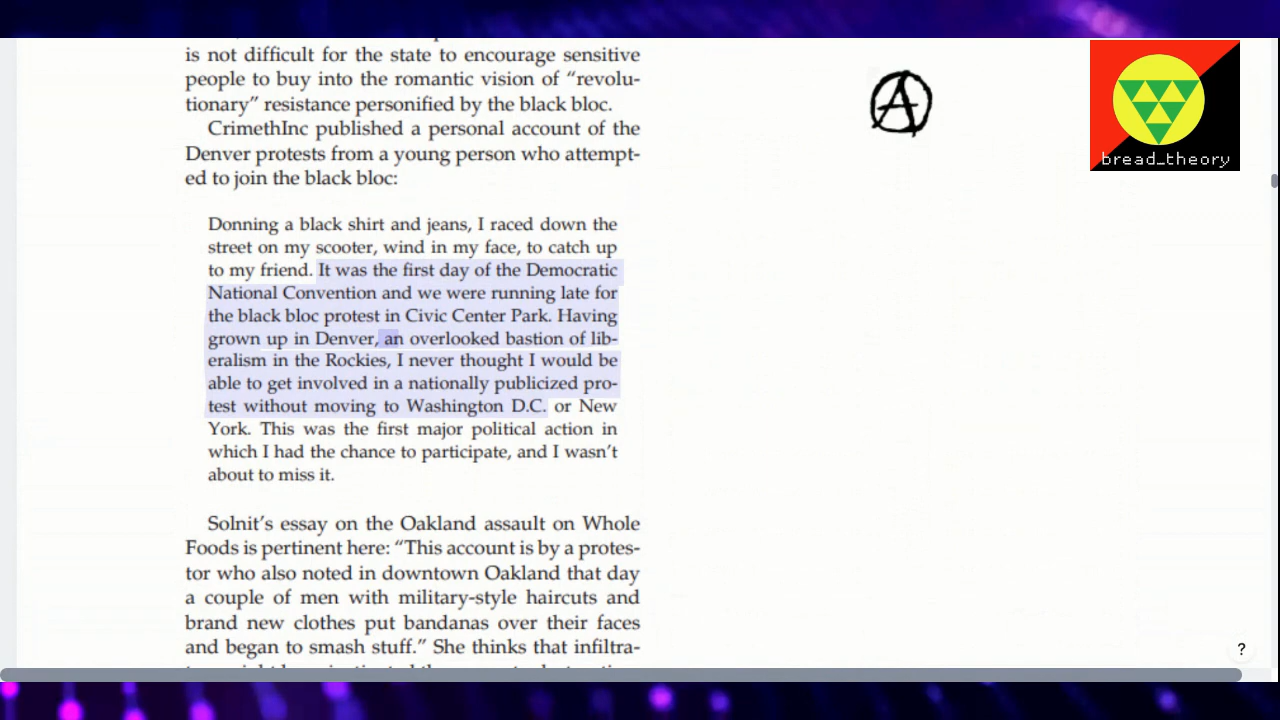 is not difficult for the state to encourage sensitive
people to buy into the romantic vision of “revolu-
tionary” resistance personified by the black bloc.
CrimethInc published a personal account of the
Denver protests from a young person who attempt-
ed to join the black bloc:
Donning a black shirt and jeans, I raced down the
street on my scooter, wind in my face, to catch up
to my friend. It was the first day of the Democratic
National Convention and we were running late for
the black bloc protest in Civic Center Park. Having
grown up in Denver, an overlooked bastion of lib-
eralism in the Rockies, I never thought I would be
able to get involved in a nationally publicized pro-
test without moving to Washington D.C. or New
York. This was the first major political action in
which I had the chance to participate, and I wasn’t
about to miss it.
Solnit’s essay on the Oakland assault on Whole
Foods is pertinent here: “This account is by a protes-
tor who also noted in downtown Oakland that day
a couple of men with military-style haircuts and
brand new clothes put bandanas over their faces
and began to smash stuff.” She thinks that infiltra-
A
bread_theory
?